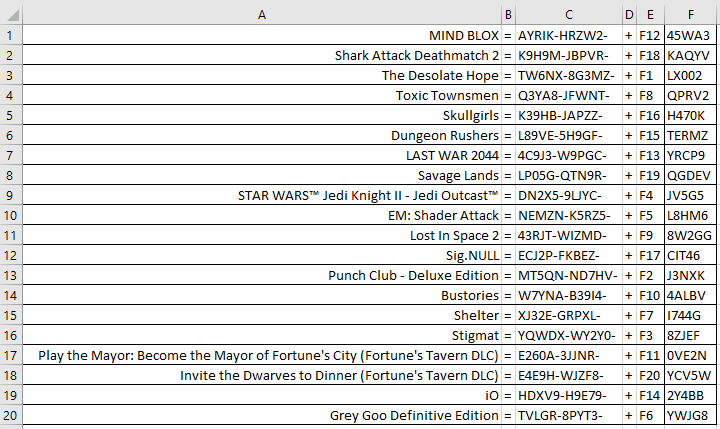 A B C D E F
1 MIND BLOX = AYRIK-HRZW2- + F12 45WA3
2 Shark Attack Deathmatch 2 = K9H9M-JBPVR- + F18 KAQYV
3 The Desolate Hope = TW6NX-8G3MZ- + F1 LX002
4 Toxic Townsmen = Q3YA8-JFWNT- + F8 QPRV2
5 Skullgirls = K39HB-JAPZZ- + F16 H470K
6 Dungeon Rushers = L89VE-5H9GF- + F15 TERMZ
7 LAST WAR 2044 = 4C9J3-W9PGC- + F13 YRCP9
8 Savage Lands = LP05G-QTN9R- + F19 QGDEV
9 STAR WARS™ Jedi Knight II - Jedi Outcast™ = DN2X5-9LJYC- + F4 JV5G5
10 EM: Shader Attack = NEMZN-K5RZ5- + F5 L8HM6
11 Lost In Space 2 = 43RJT-WIZMD- + F9 8W2GG
12 Sig.NULL = ECJ2P-FKBEZ- + F17 CIT46
13 Punch Club - Deluxe Edition = MT5QN-ND7HV- + F2 J3NXK
14 Bustories = W7YNA-B39I4- + F10 4ALBV
15 Shelter = XJ32E-GRPXL- + F7 I744G
16 Stigmat = YQWDX-WY2Y0- + F3 8ZJEF
17 Play the Mayor: Become the Mayor of Fortune's City (Fortune's Tavern DLC) = E260A-3JJNR- + F11 0VE2N
18 Invite the Dwarves to Dinner (Fortune's Tavern DLC) = E4E9H-WJZF8- + F20 YCV5W
19 iO = HDXV9-H9E79- + F14 2Y4BB
20 Grey Goo Definitive Edition = TVLGR-8PYT3- + F6 YWJG8